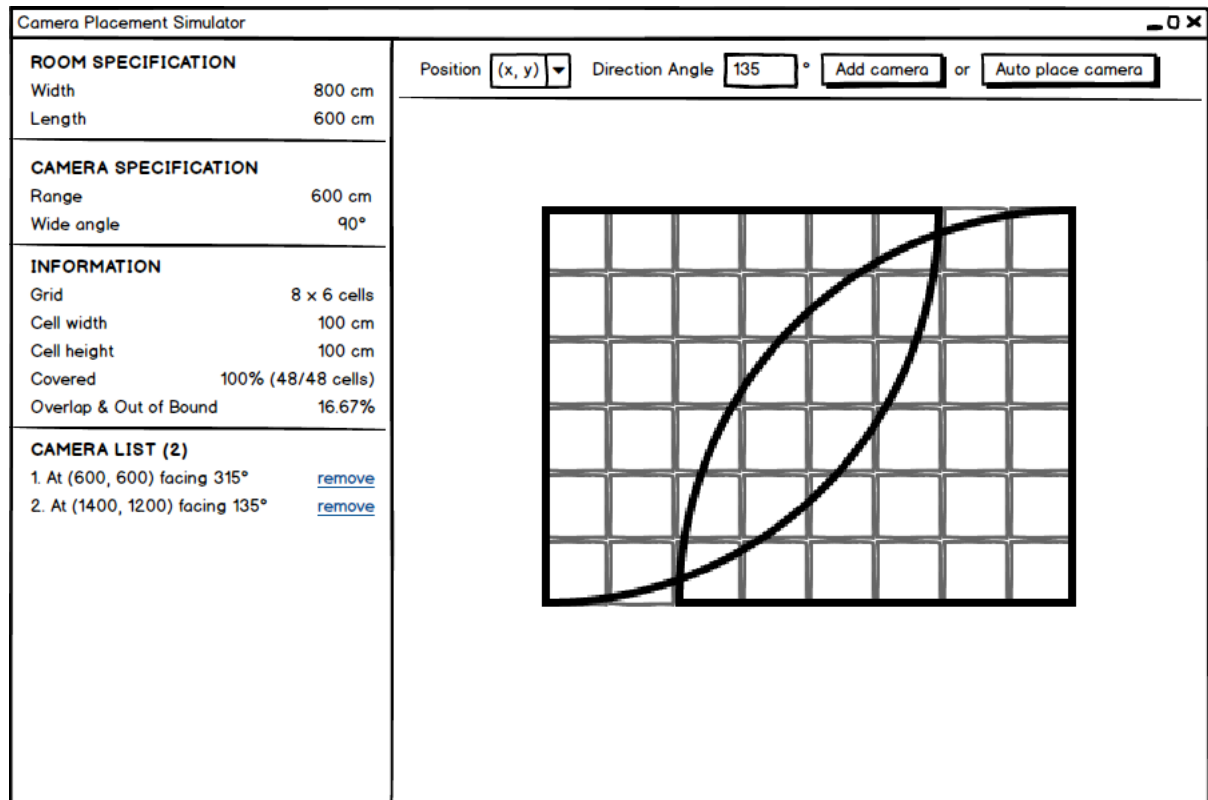 Camera Placement Simulator
ROOM SPECIFICATION
Width 800 cm
Length 600 cm
CAMERA SPECIFICATION
Range 600 cm
Wide angle 90°
INFORMATION
Grid 8 x 6 cells
Cell width 100 cm
Cell height 100 cm
Covered 100% (48/48 cells)
Overlap & Out of Bound 16.67%
CAMERA LIST (2)
1. At (600, 600) facing 315° remove
2. At (1400, 1200) facing 135° remove
Position (x, y) Direction Angle 135 ° Add camera or Auto place camera